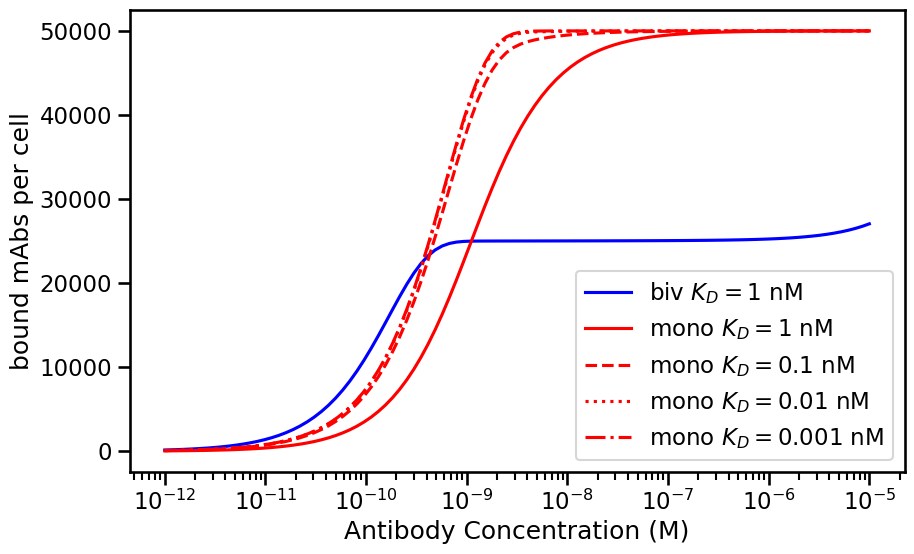 50000
40000
30000
20000
10000
0
bound mAbs per cell
biv $K_D = 1$ nM
mono $K_D = 1$ nM
mono $K_D = 0.1$ nM
mono $K_D = 0.01$ nM
mono $K_D = 0.001$ nM
10⁻¹² 10⁻¹¹ 10⁻¹⁰ 10⁻⁹ 10⁻⁸ 10⁻⁷ 10⁻⁶ 10⁻⁵
Antibody Concentration (M)